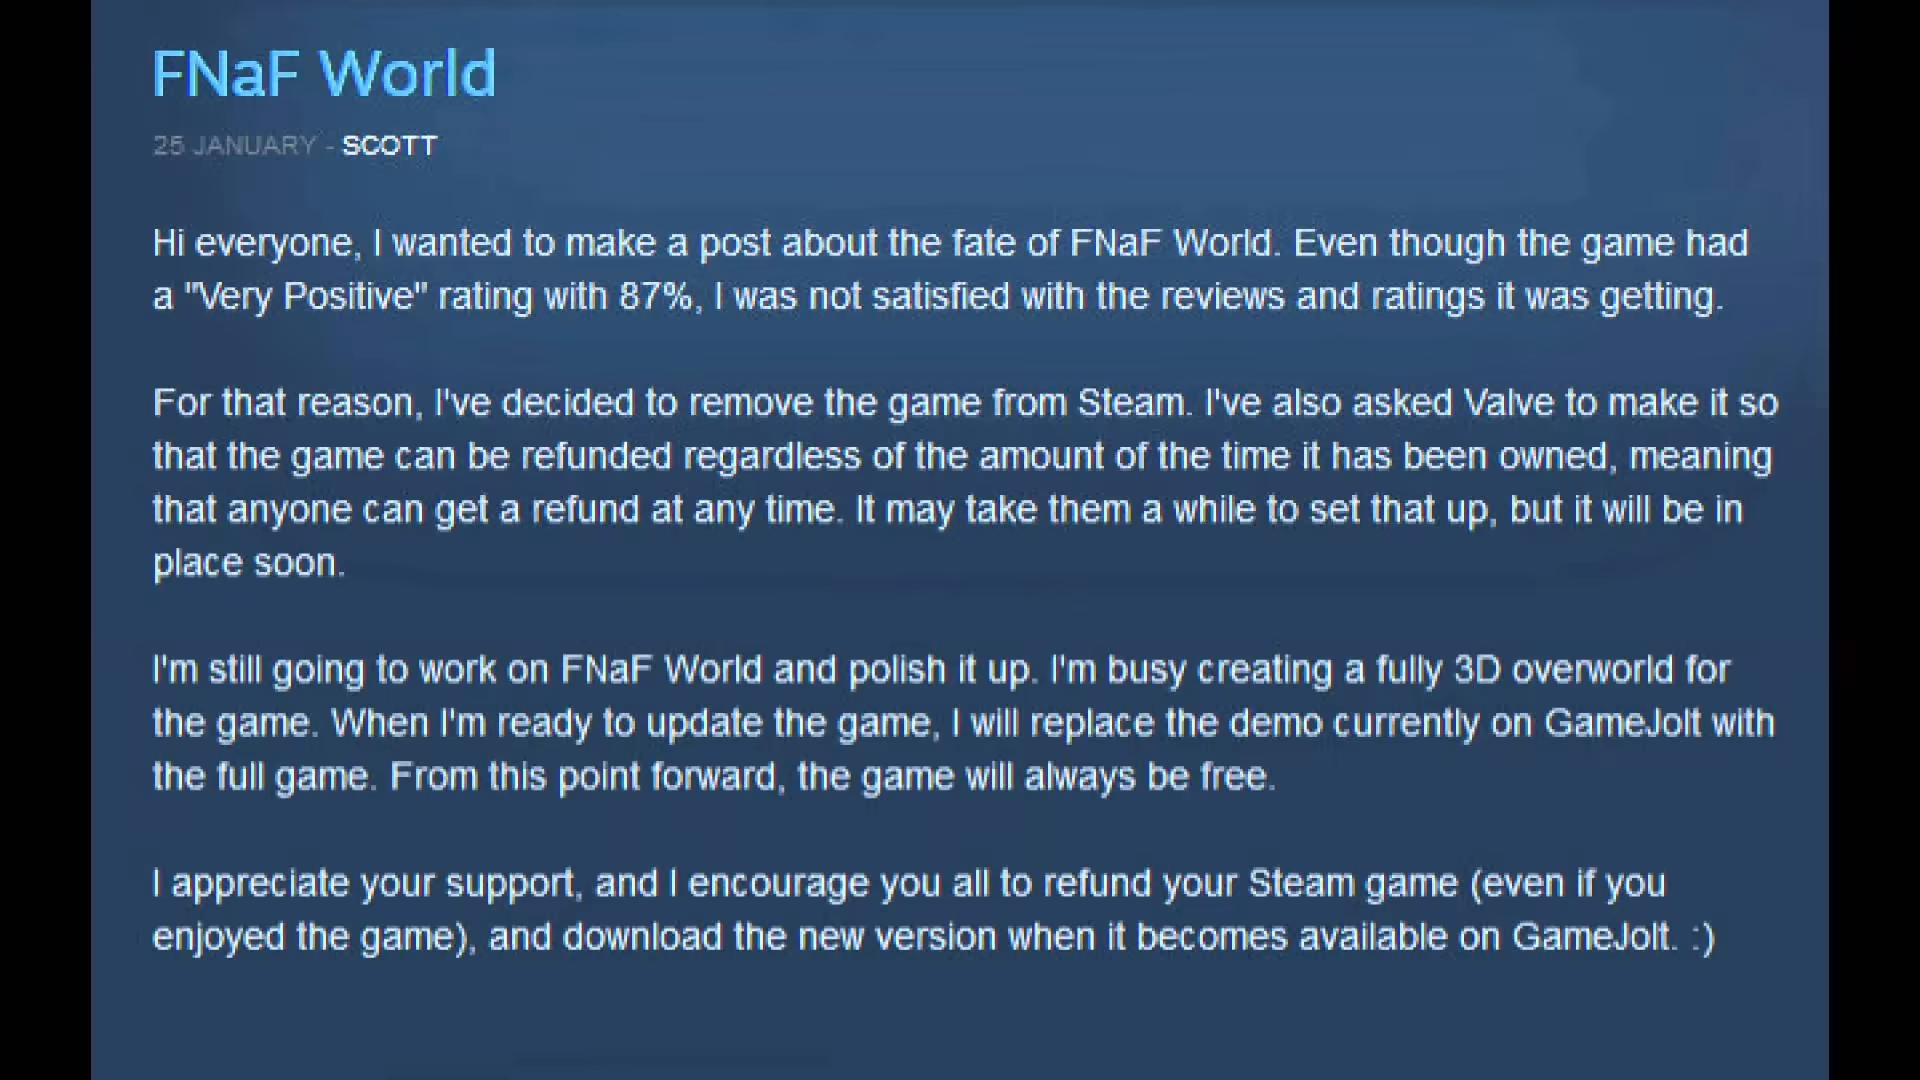 FNaF World
25 JANUARY - SCOTT
Hi everyone, I wanted to make a post about the fate of FNaF World. Even though the game had
a "Very Positive" rating with 87%, I was not satisfied with the reviews and ratings it was getting.
For that reason, I've decided to remove the game from Steam. I've also asked Valve to make it so
that the game can be refunded regardless of the amount of the time it has been owned, meaning
that anyone can get a refund at any time. It may take them a while to set that up, but it will be in
place soon.
I'm still going to work on FNaF World and polish it up. I'm busy creating a fully 3D overworld for
the game. When I'm ready to update the game, I will replace the demo currently on GameJolt with
the full game. From this point forward, the game will always be free.
I appreciate your support, and I encourage you all to refund your Steam game (even if you
enjoyed the game), and download the new version when it becomes available on GameJolt. :)